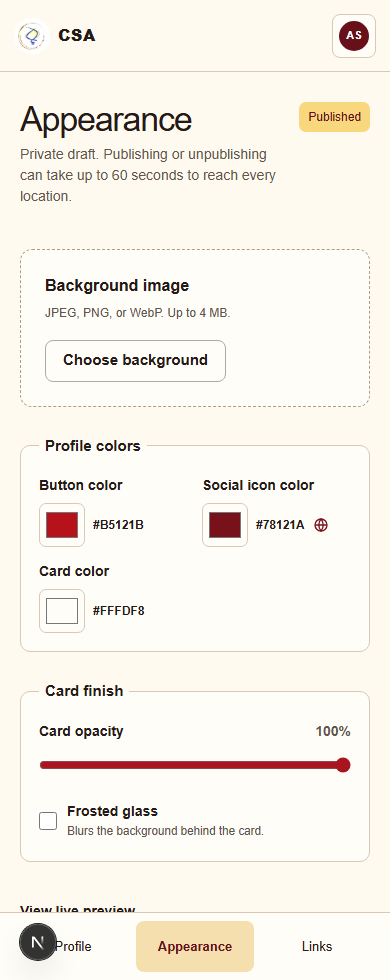 CSA
AS
Appearance
Published
Private draft. Publishing or unpublishing
can take up to 60 seconds to reach every
location.
Background image
JPEG, PNG, or WebP. Up to 4 MB.
Choose background
Profile colors
Button color
Social icon color
#B5121B
#78121A
Card color
#FFFDF8
Card finish
Card opacity
100%
Frosted glass
Blurs the background behind the card.
View live preview
N
Profile
Appearance
Links